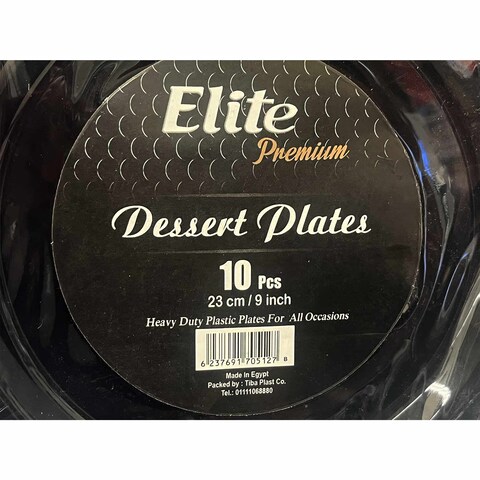 Elite
Premium
Dessert Plates
10 Pcs
23 cm / 9 inch
Heavy Duty Plastic Plates For All Occasions
6 237691 705127 8
Made In Egypt
Packed by : Tiba Plast Co.
Tel.: 01111068880